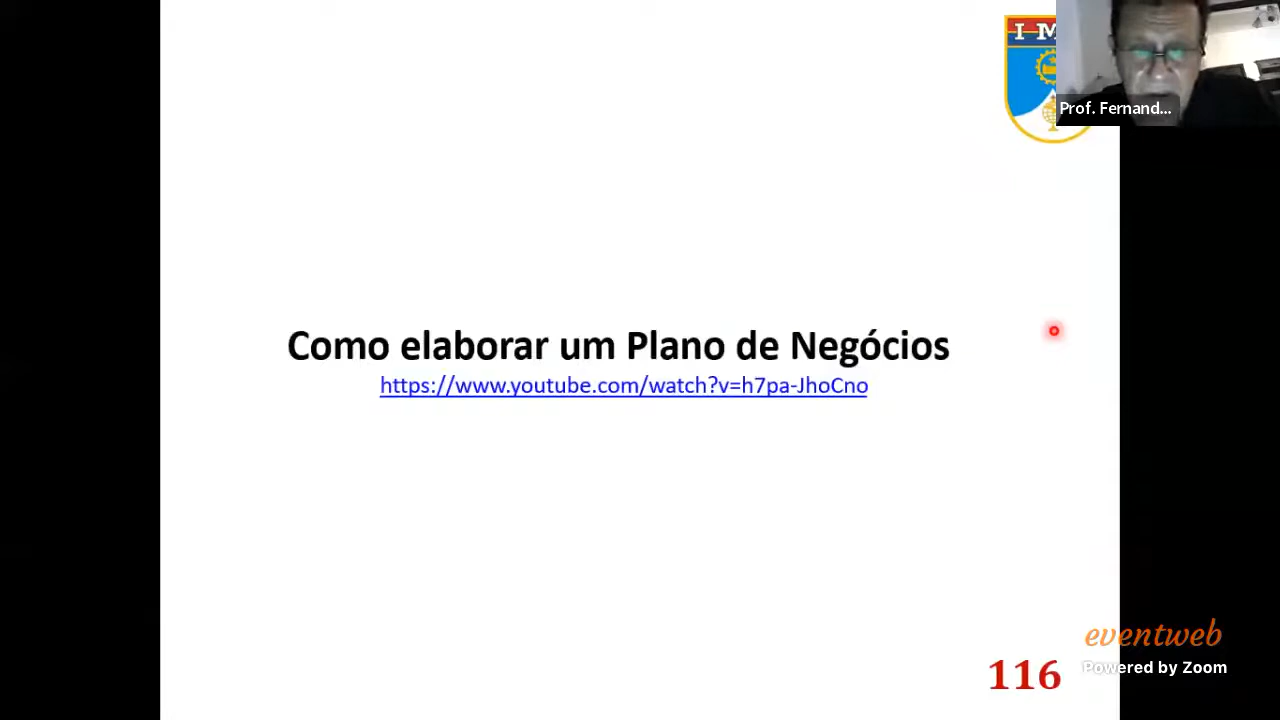 I M
Prof. Fernand...
Como elaborar um Plano de Negócios
https://www.youtube.com/watch?v=h7pa-JhoCno
eventweb
Powered by Zoom
116